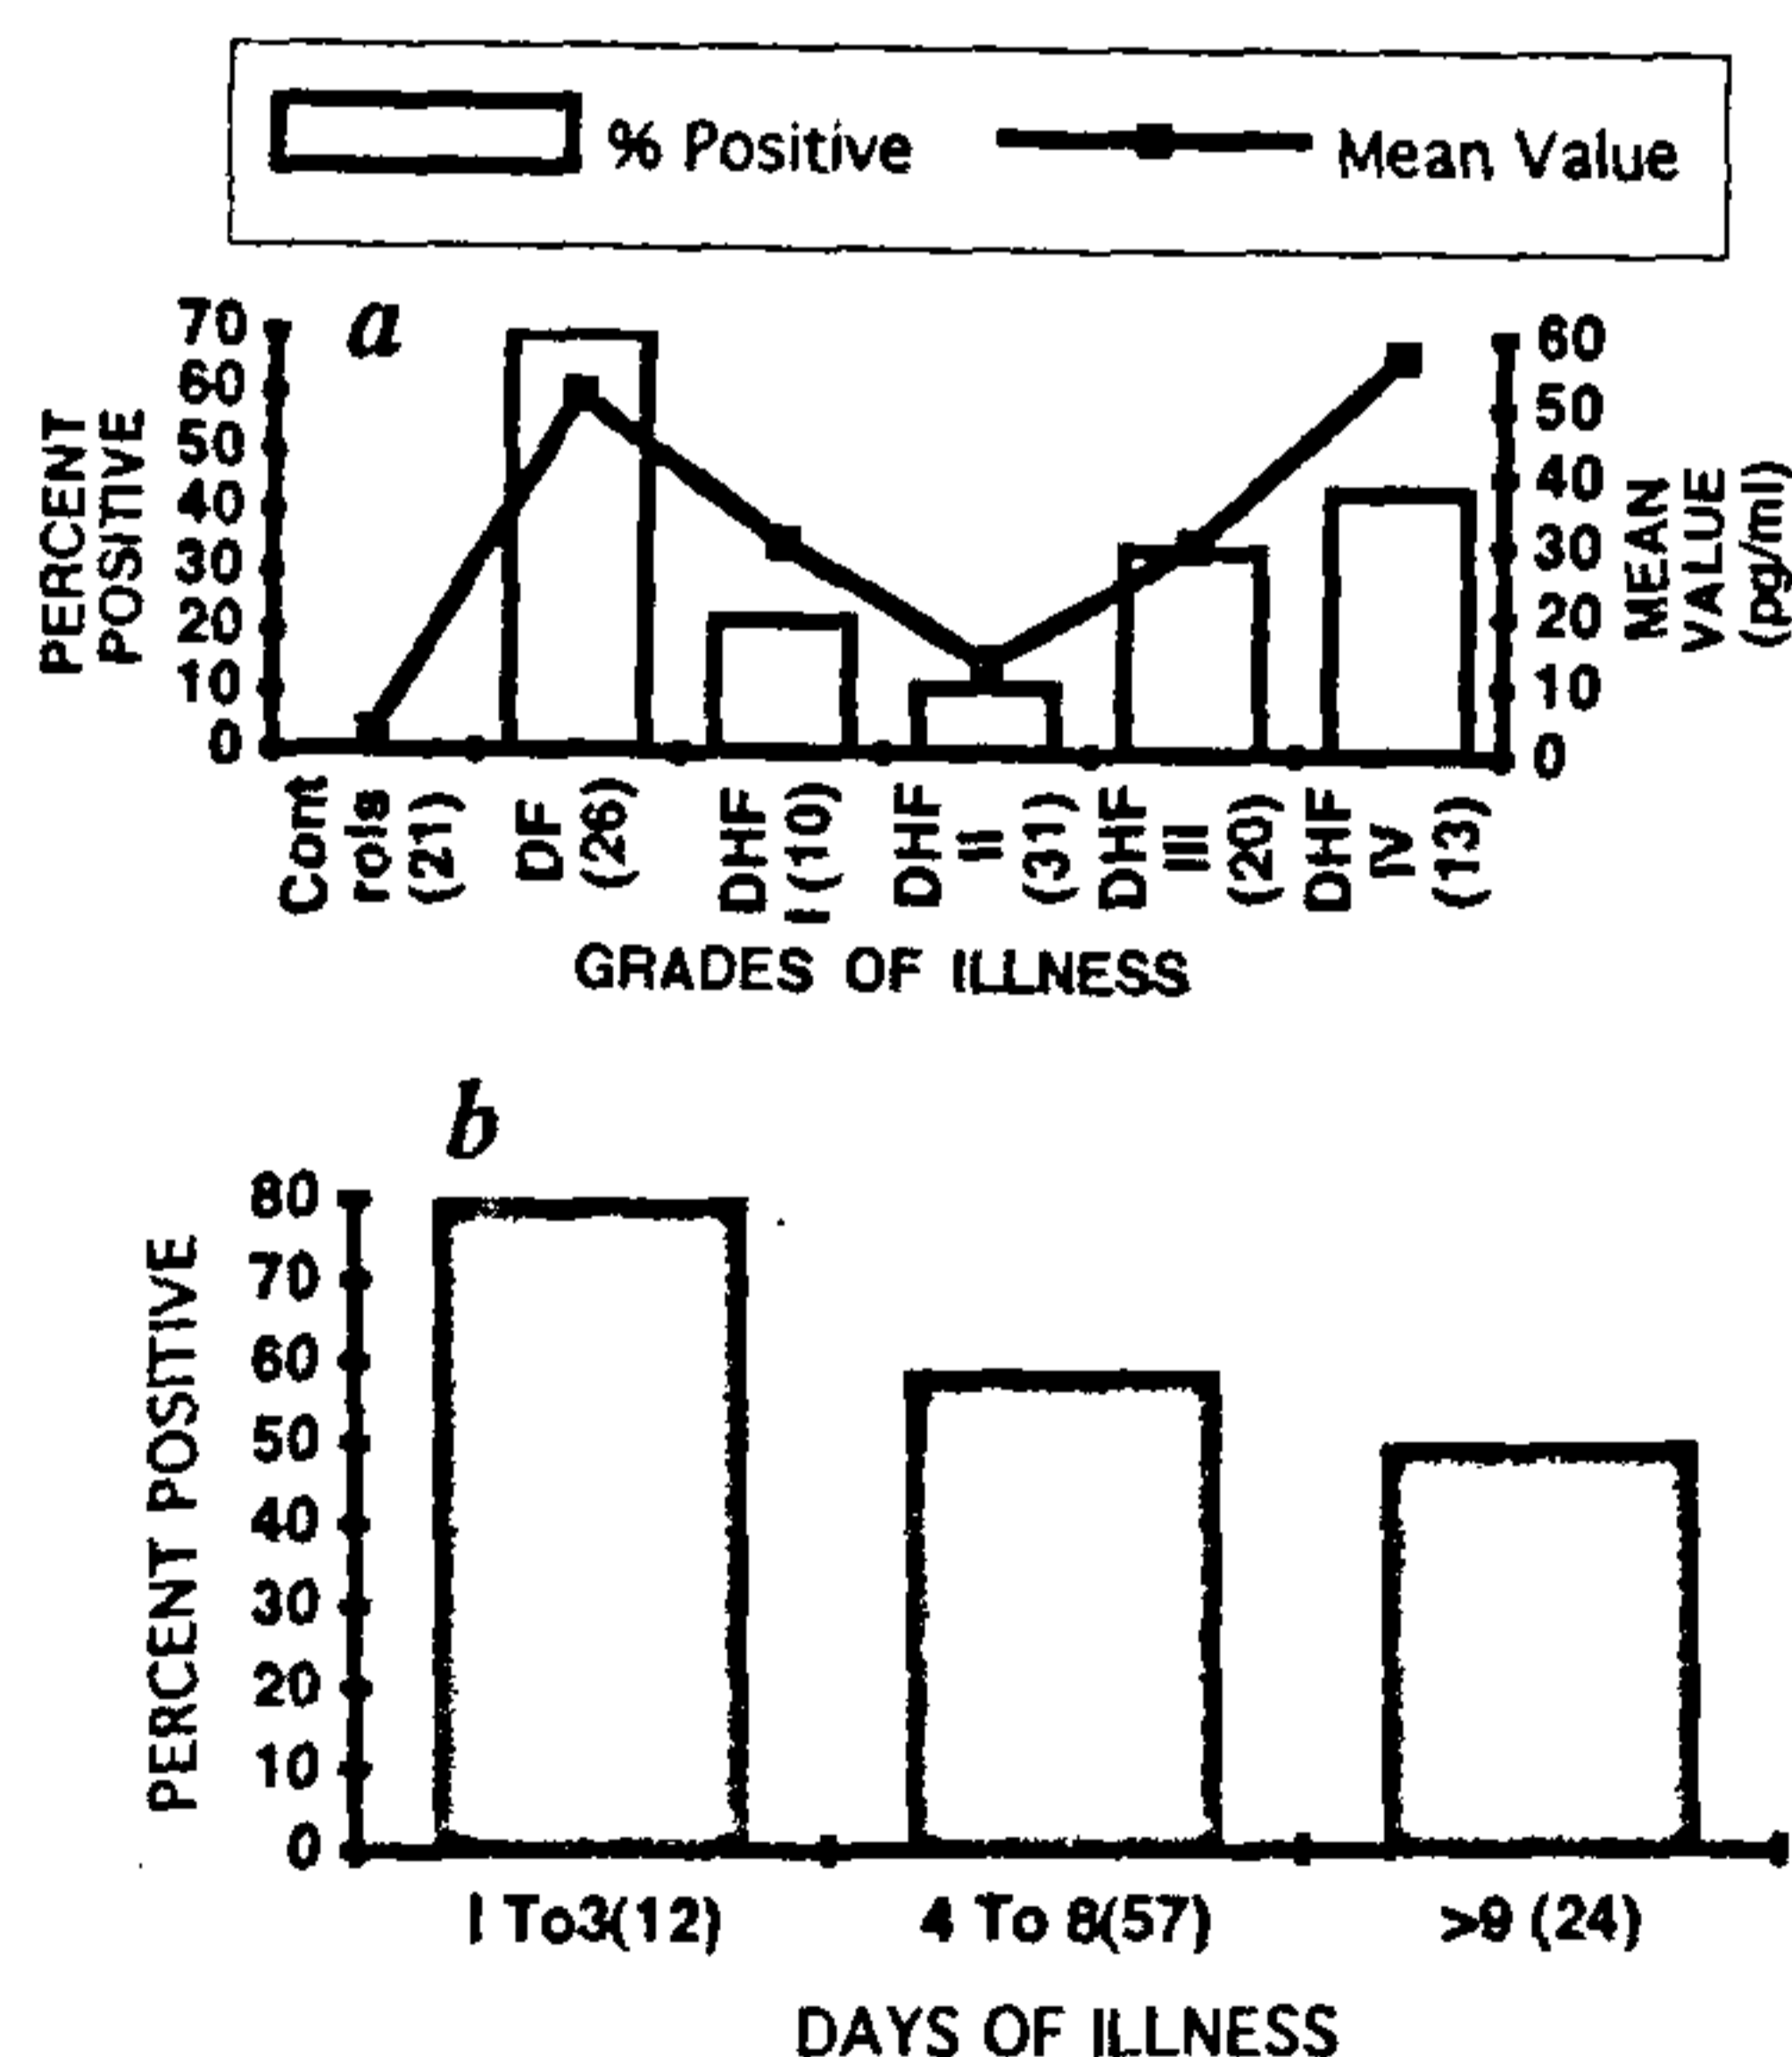 % Positive Mean Value
a
PERCENT
POSITIVE
70
60
50
40
30
20
10
0
60
50
40
30
20
10
0
MEAN
VALUE
(pg/ml)
Cont
rols
(21)
DF
(26)
DHF
I (10)
DHF
II
(31)
DHF
III
(20)
DHF
IV
(13)
GRADES OF ILLNESS
b
PERCENT POSITIVE
80
70
60
50
40
30
20
10
0
1 To3(12) 4 To 8(57) >9 (24)
DAYS OF ILLNESS